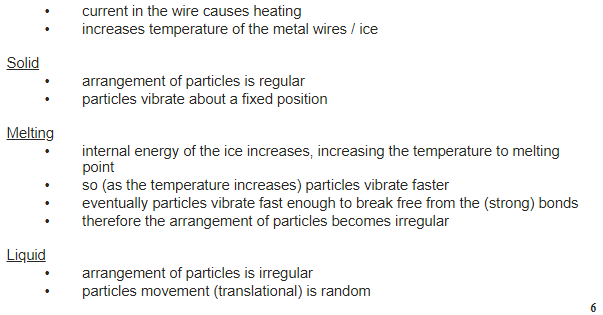 • current in the wire causes heating
• increases temperature of the metal wires / ice
Solid
• arrangement of particles is regular
• particles vibrate about a fixed position
Melting
• internal energy of the ice increases, increasing the temperature to melting
point
• so (as the temperature increases) particles vibrate faster
• eventually particles vibrate fast enough to break free from the (strong) bonds
• therefore the arrangement of particles becomes irregular
Liquid
• arrangement of particles is irregular
• particles movement (translational) is random
6